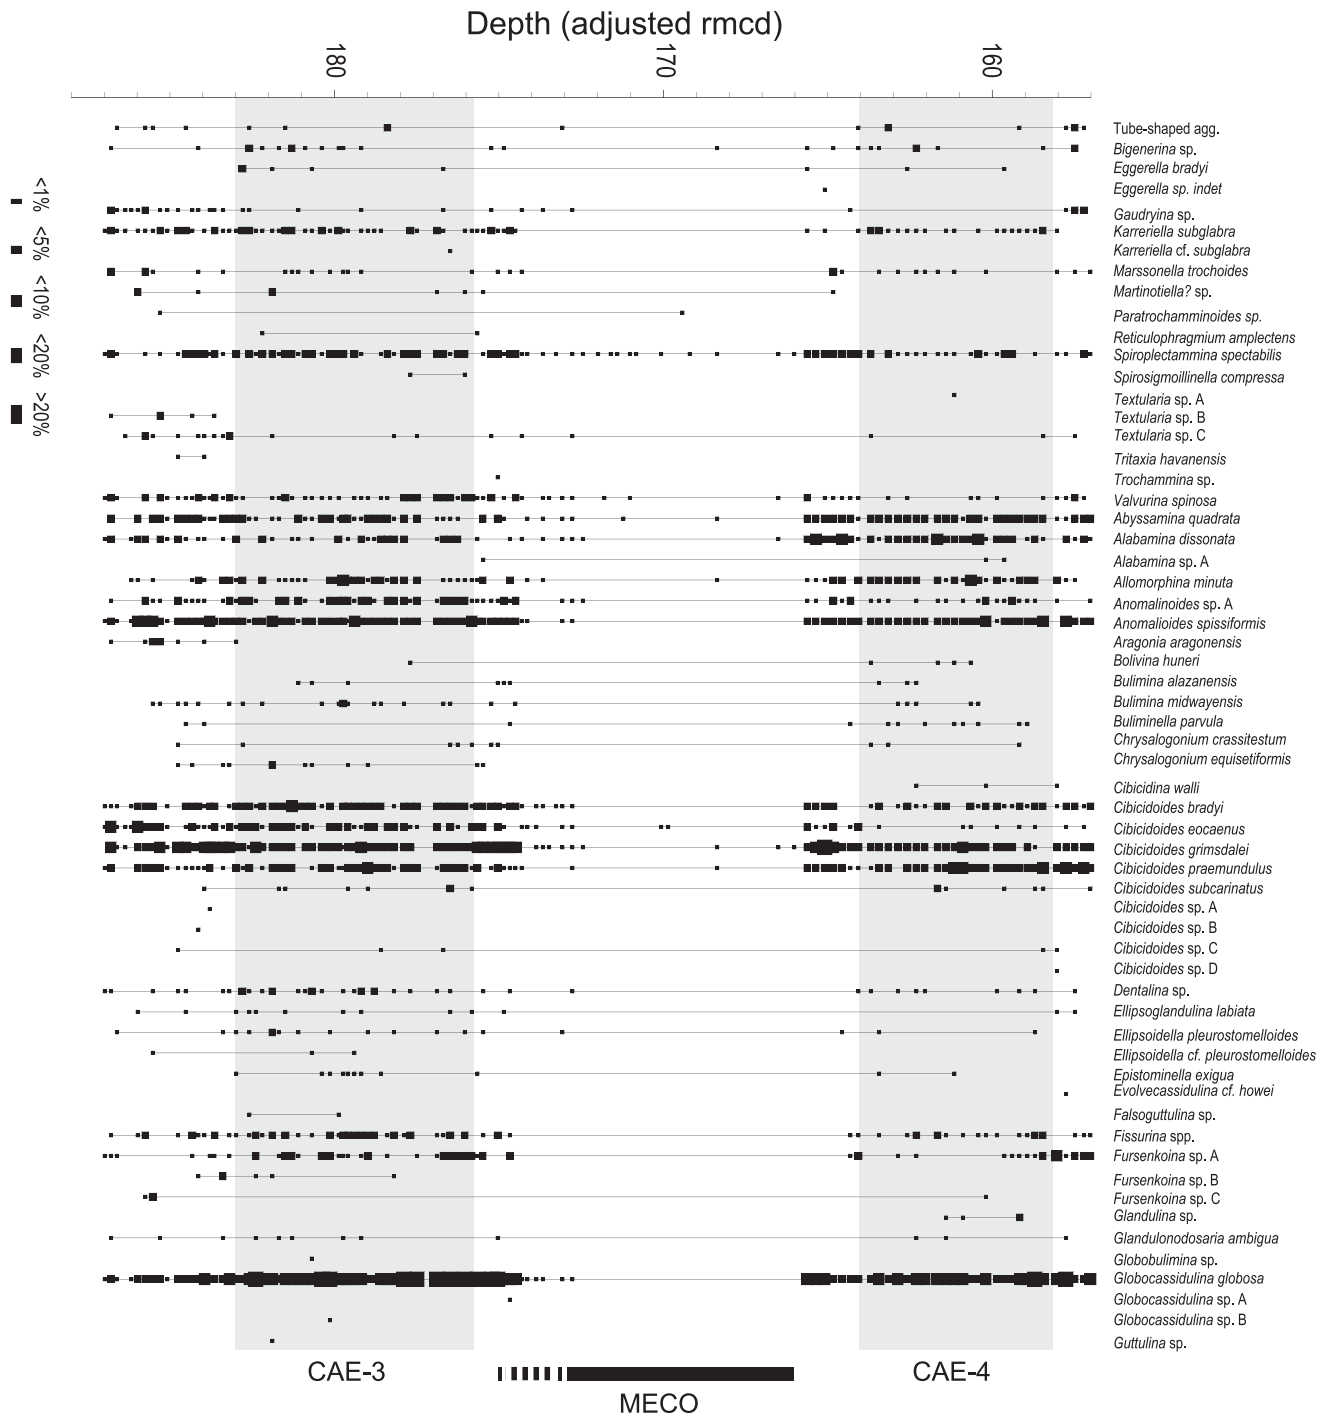 Depth (adjusted rmcd)
180
170
160
<1%
<5%
<10%
<20%
>20%
Tube-shaped agg.
Bigenerina sp.
Eggerella bradyi
Eggerella sp. indet
Gaudryina sp.
Karreriella subglabra
Karreriella cf. subglabra
Marssonella trochoides
Martinotiella? sp.
Paratrochamminoides sp.
Reticulophragmium amplectens
Spiroplectammina spectabilis
Spirosigmoillinella compressa
Textularia sp. A
Textularia sp. B
Textularia sp. C
Tritaxia havanensis
Trochammina sp.
Valvurina spinosa
Abyssamina quadrata
Alabamina dissonata
Alabamina sp. A
Allomorphina minuta
Anomalinoides sp. A
Anomalioides spissiformis
Aragonia aragonensis
Bolivina huneri
Bulimina alazanensis
Bulimina midwayensis
Buliminella parvula
Chrysalogonium crassitestum
Chrysalogonium equisetiformis
Cibicidina walli
Cibicidoides bradyi
Cibicidoides eocaenus
Cibicidoides grimsdalei
Cibicidoides praemundulus
Cibicidoides subcarinatus
Cibicidoides sp. A
Cibicidoides sp. B
Cibicidoides sp. C
Cibicidoides sp. D
Dentalina sp.
Ellipsoglandulina labiata
Ellipsoidella pleurostomelloides
Ellipsoidella cf. pleurostomelloides
Epistominella exigua
Evolvecassidulina cf. howei
Falsoguttulina sp.
Fissurina spp.
Fursenkoina sp. A
Fursenkoina sp. B
Fursenkoina sp. C
Glandulina sp.
Glandulonodosaria ambigua
Globobulimina sp.
Globocassidulina globosa
Globocassidulina sp. A
Globocassidulina sp. B
Guttulina sp.
CAE-3
CAE-4
MECO